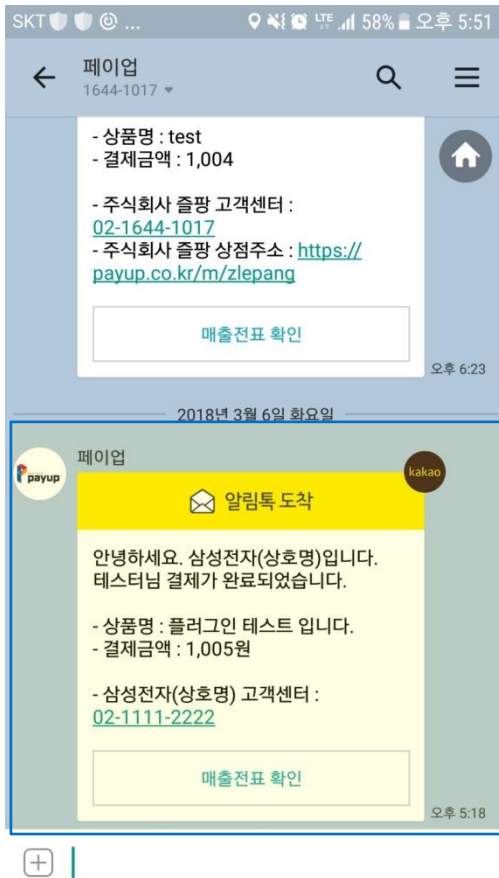 SKT ... LTE 58% 오후 5:51
페이업
1644-1017
- 상품명 : test
- 결제금액 : 1,004
- 주식회사 즐팡 고객센터 :
02-1644-1017
- 주식회사 즐팡 상점주소 : https://
payup.co.kr/m/zlepang
매출전표 확인
오후 6:23
2018년 3월 6일 화요일
payup
페이업
kakao
알림톡 도착
안녕하세요. 삼성전자(상호명)입니다.
테스터님 결제가 완료되었습니다.
- 상품명 : 플러그인 테스트 입니다.
- 결제금액 : 1,005원
- 삼성전자(상호명) 고객센터 :
02-1111-2222
매출전표 확인
오후 5:18